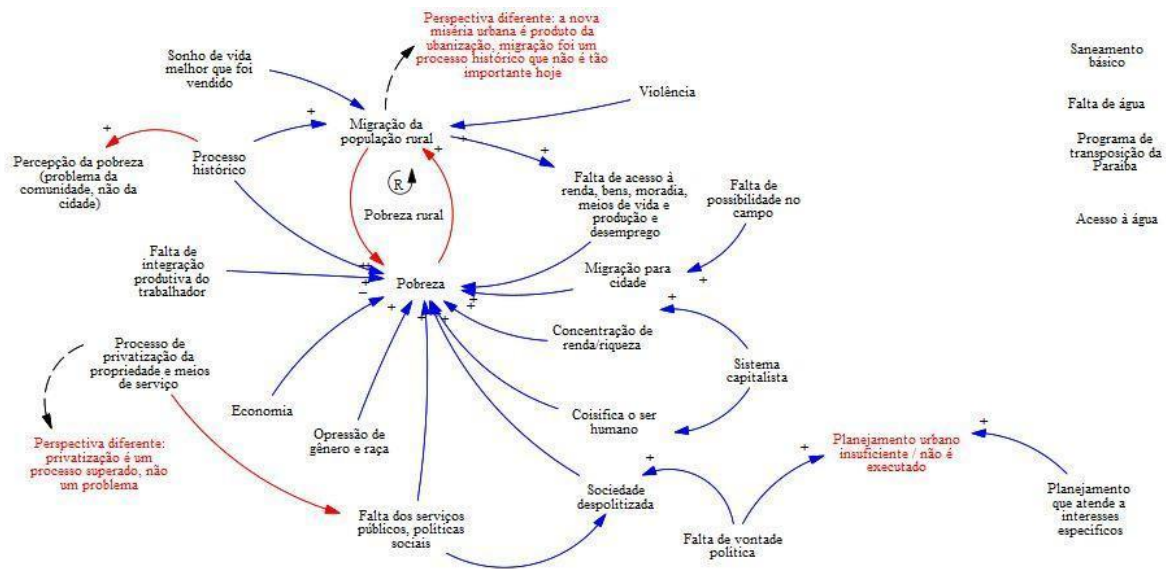 Perspectiva diferente: a nova
miséria urbana é produto da
ubanização, migração foi um
processo histórico que não é tão
importante hoje
Sonho de vida
melhor que foi
vendido
Saneamento
básico
Violência
Falta de água
+
Migração da
população rural
+
+
Percepção da pobreza
(problema da
comunidade, não da
cidade)
Processo
histórico
+
+
Programa de
transposição da
Paraíba
R
Pobreza rural
Falta de acesso à
renda, bens, moradia,
meios de vida e
produção e
desemprego
Falta de
possibilidade no
campo
Acesso à água
Falta de
integração
produtiva do
trabalhador
++
+
−
Pobreza
Migração para
cidade
+
+
+
+
+
+
+
+
Concentração de
renda/riqueza
Processo de
privatização da
propriedade e meios
de serviço
Sistema
capitalista
Economia
Opressão de
gênero e raça
Coisifica o ser
humano
+
Perspectiva diferente:
privatização é um
processo superado, não
um problema
Planejamento urbano
insuficiente / não é
executado
+
+
+
Sociedade
despolitizada
+
Falta dos serviços
públicos, políticas
sociais
Falta de vontade
política
Planejamento
que atende a
interesses
específicos